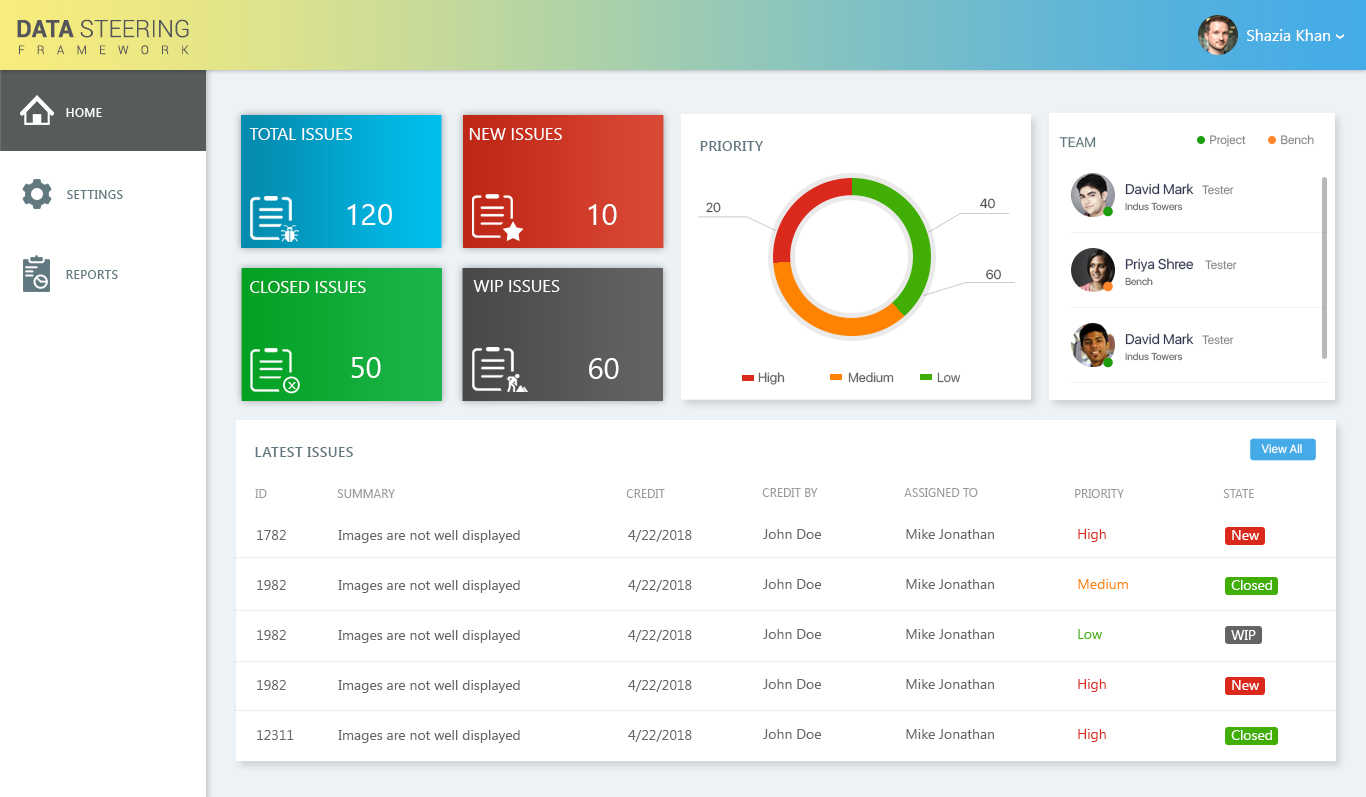 DATA STEERING
FRAMEWORK
Shazia Khan
HOME
SETTINGS
REPORTS
TOTAL ISSUES
120
NEW ISSUES
10
CLOSED ISSUES
50
WIP ISSUES
60
PRIORITY
20
40
60
High Medium Low
TEAM Project Bench
David Mark Tester
Indus Towers
Priya Shree Tester
Bench
David Mark Tester
Indus Towers
LATEST ISSUES View All
ID SUMMARY CREDIT CREDIT BY ASSIGNED TO PRIORITY STATE
1782 Images are not well displayed 4/22/2018 John Doe Mike Jonathan High New
1982 Images are not well displayed 4/22/2018 John Doe Mike Jonathan Medium Closed
1982 Images are not well displayed 4/22/2018 John Doe Mike Jonathan Low WIP
1982 Images are not well displayed 4/22/2018 John Doe Mike Jonathan High New
12311 Images are not well displayed 4/22/2018 John Doe Mike Jonathan High Closed